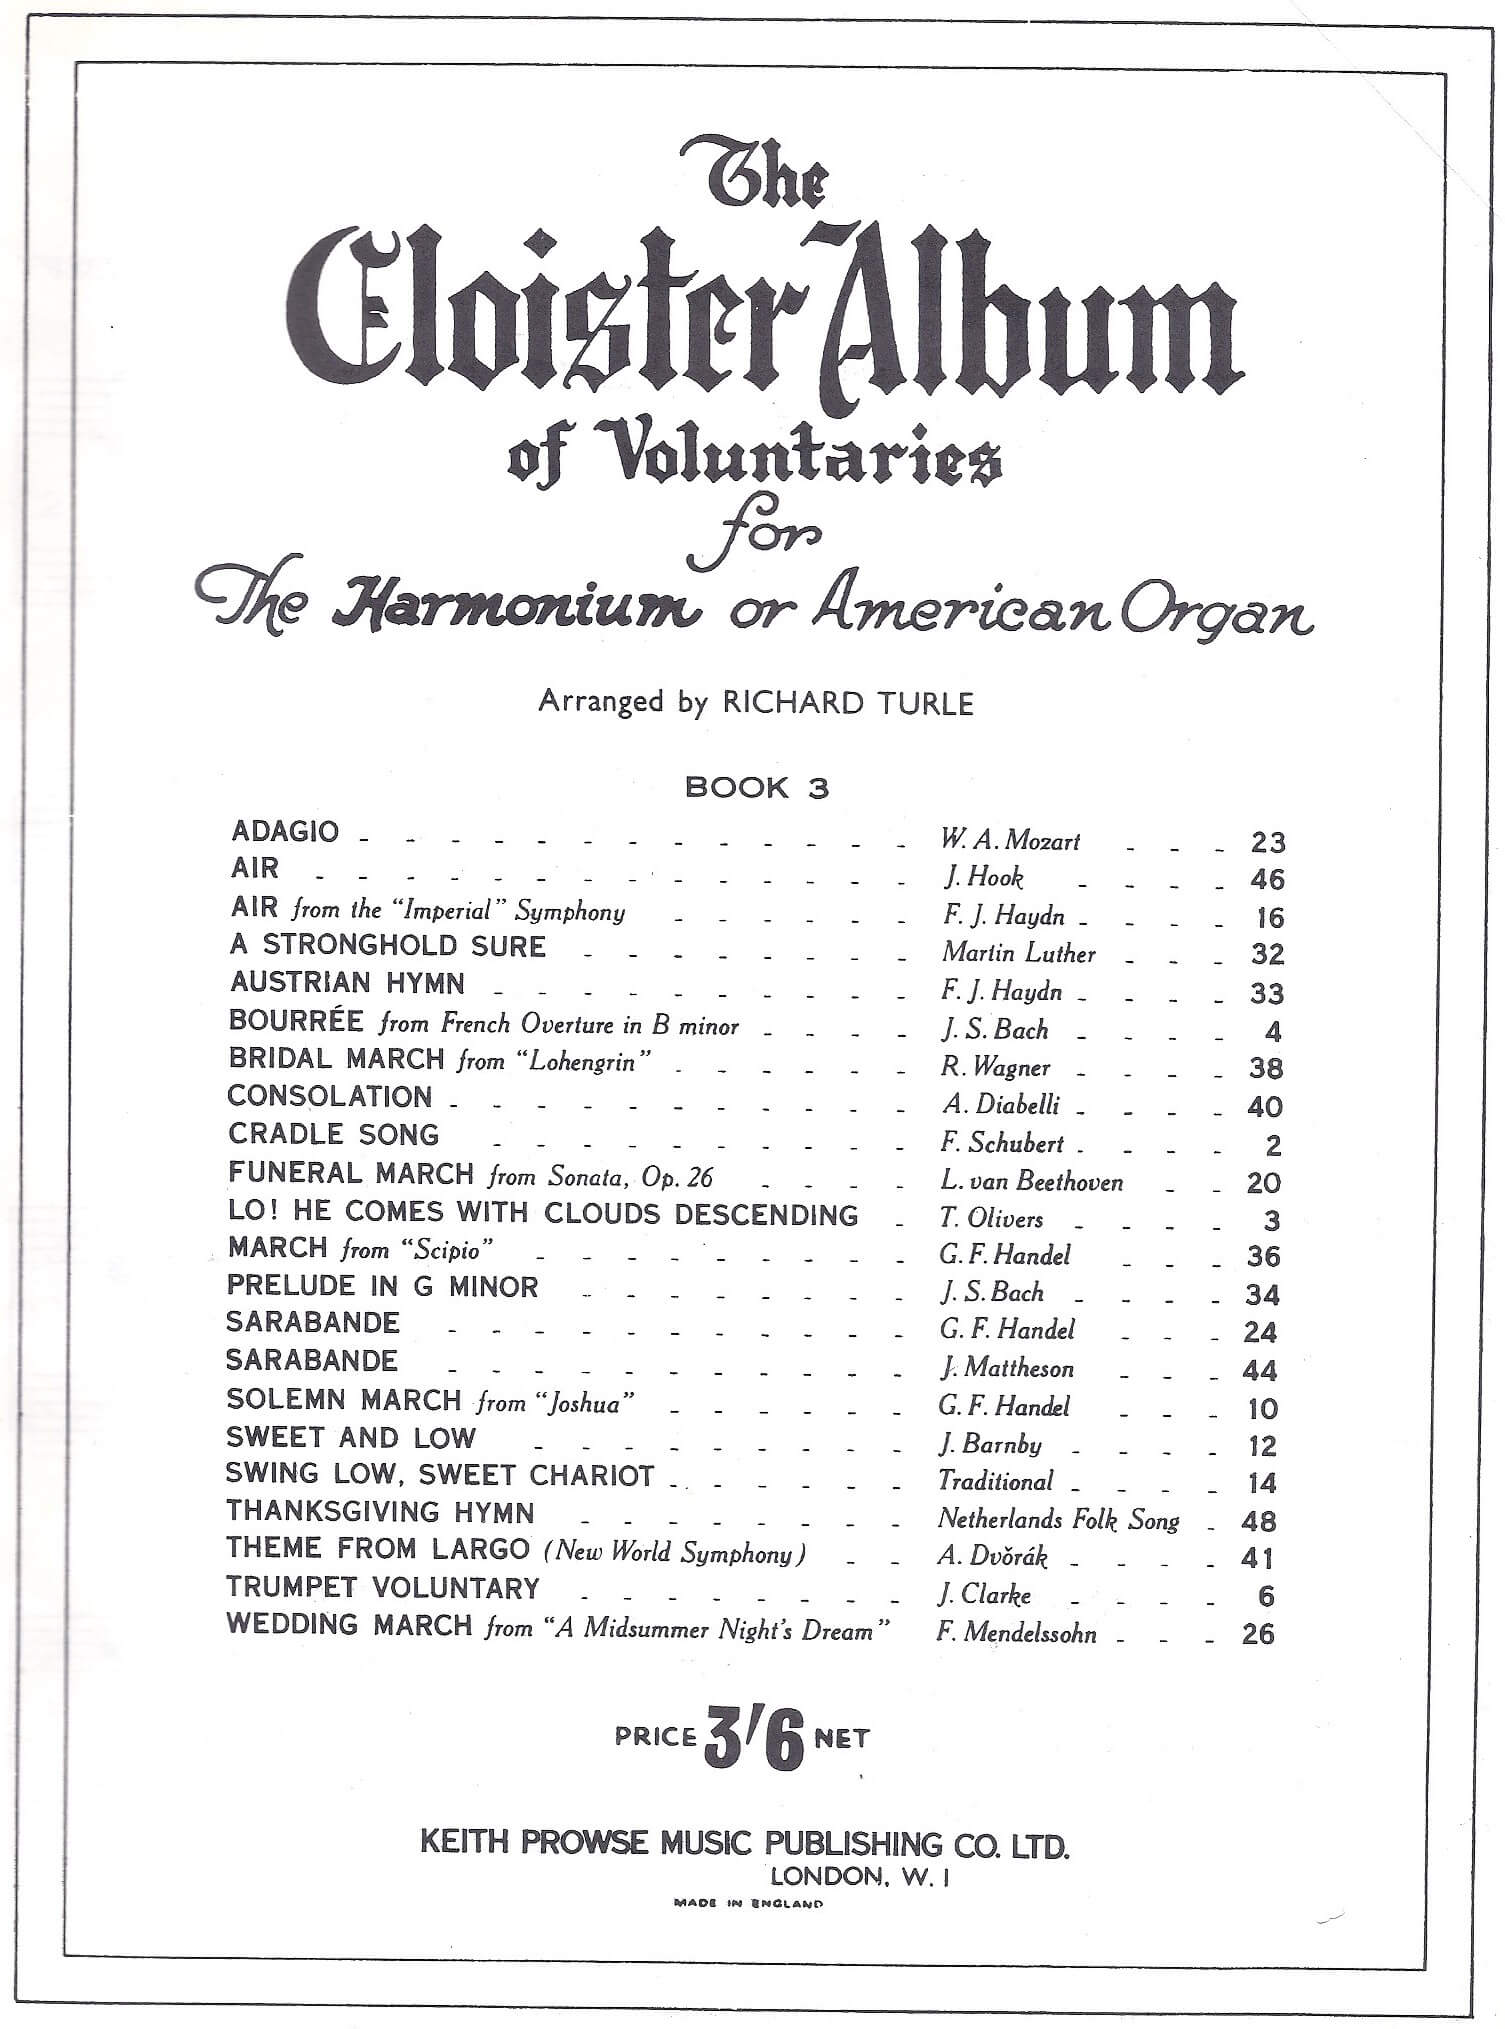 The
Cloister Album
of Voluntaries
for
The Harmonium or American Organ
Arranged by RICHARD TURLE
BOOK 3
ADAGIO - - - - - - - - - - - - - W. A. Mozart - - - 23
AIR - - - - - - - - - - - - - - J. Hook - - - - 46
AIR from the “Imperial” Symphony - - - - - - F. J. Haydn - - - - 16
A STRONGHOLD SURE - - - - - - - - Martin Luther - - - 32
AUSTRIAN HYMN - - - - - - - - - - F. J. Haydn - - - - 33
BOURRÉE from French Overture in B minor - - - - J. S. Bach - - - - 4
BRIDAL MARCH from “Lohengrin” - - - - - - R. Wagner - - - - 38
CONSOLATION - - - - - - - - - - - A. Diabelli - - - - 40
CRADLE SONG - - - - - - - - - - F. Schubert - - - - 2
FUNERAL MARCH from Sonata, Op. 26 - - - - L. van Beethoven - - 20
LO! HE COMES WITH CLOUDS DESCENDING - T. Olivers - - - - 3
MARCH from “Scipio” - - - - - - - - - G. F. Handel - - - 36
PRELUDE IN G MINOR - - - - - - - - J. S. Bach - - - - 34
SARABANDE - - - - - - - - - - - G. F. Handel - - - 24
SARABANDE - - - - - - - - - - - J. Mattheson - - - 44
SOLEMN MARCH from “Joshua” - - - - - - G. F. Handel - - - 10
SWEET AND LOW - - - - - - - - - J. Barnby - - - - 12
SWING LOW, SWEET CHARIOT - - - - - - Traditional - - - - 14
THANKSGIVING HYMN - - - - - - - - Netherlands Folk Song - 48
THEME FROM LARGO (New World Symphony) - - A. Dvŏrák - - - - 41
TRUMPET VOLUNTARY - - - - - - - - J. Clarke - - - - 6
WEDDING MARCH from “A Midsummer Night's Dream” F. Mendelssohn - - - 26
PRICE 3/6 NET
KEITH PROWSE MUSIC PUBLISHING CO. LTD.
LONDON, W. 1
MADE IN ENGLAND